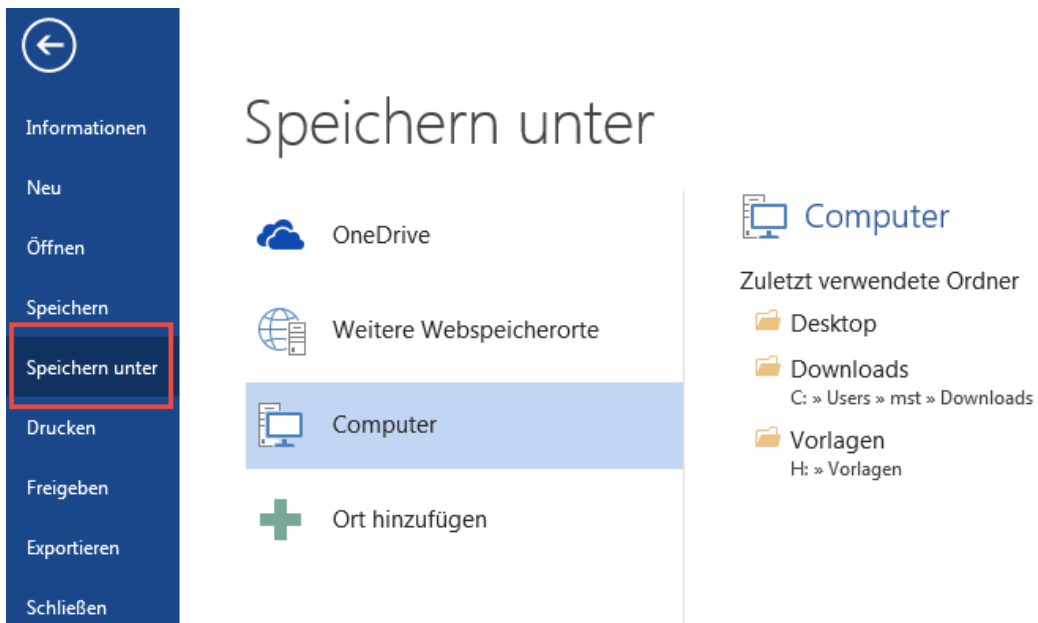 Informationen
Neu
Öffnen
Speichern
Speichern unter
Drucken
Freigeben
Exportieren
Schließen
Speichern unter
OneDrive
Weitere Webspeicherorte
Computer
Ort hinzufügen
Computer
Zuletzt verwendete Ordner
Desktop
Downloads
C: » Users » mst » Downloads
Vorlagen
H: » Vorlagen